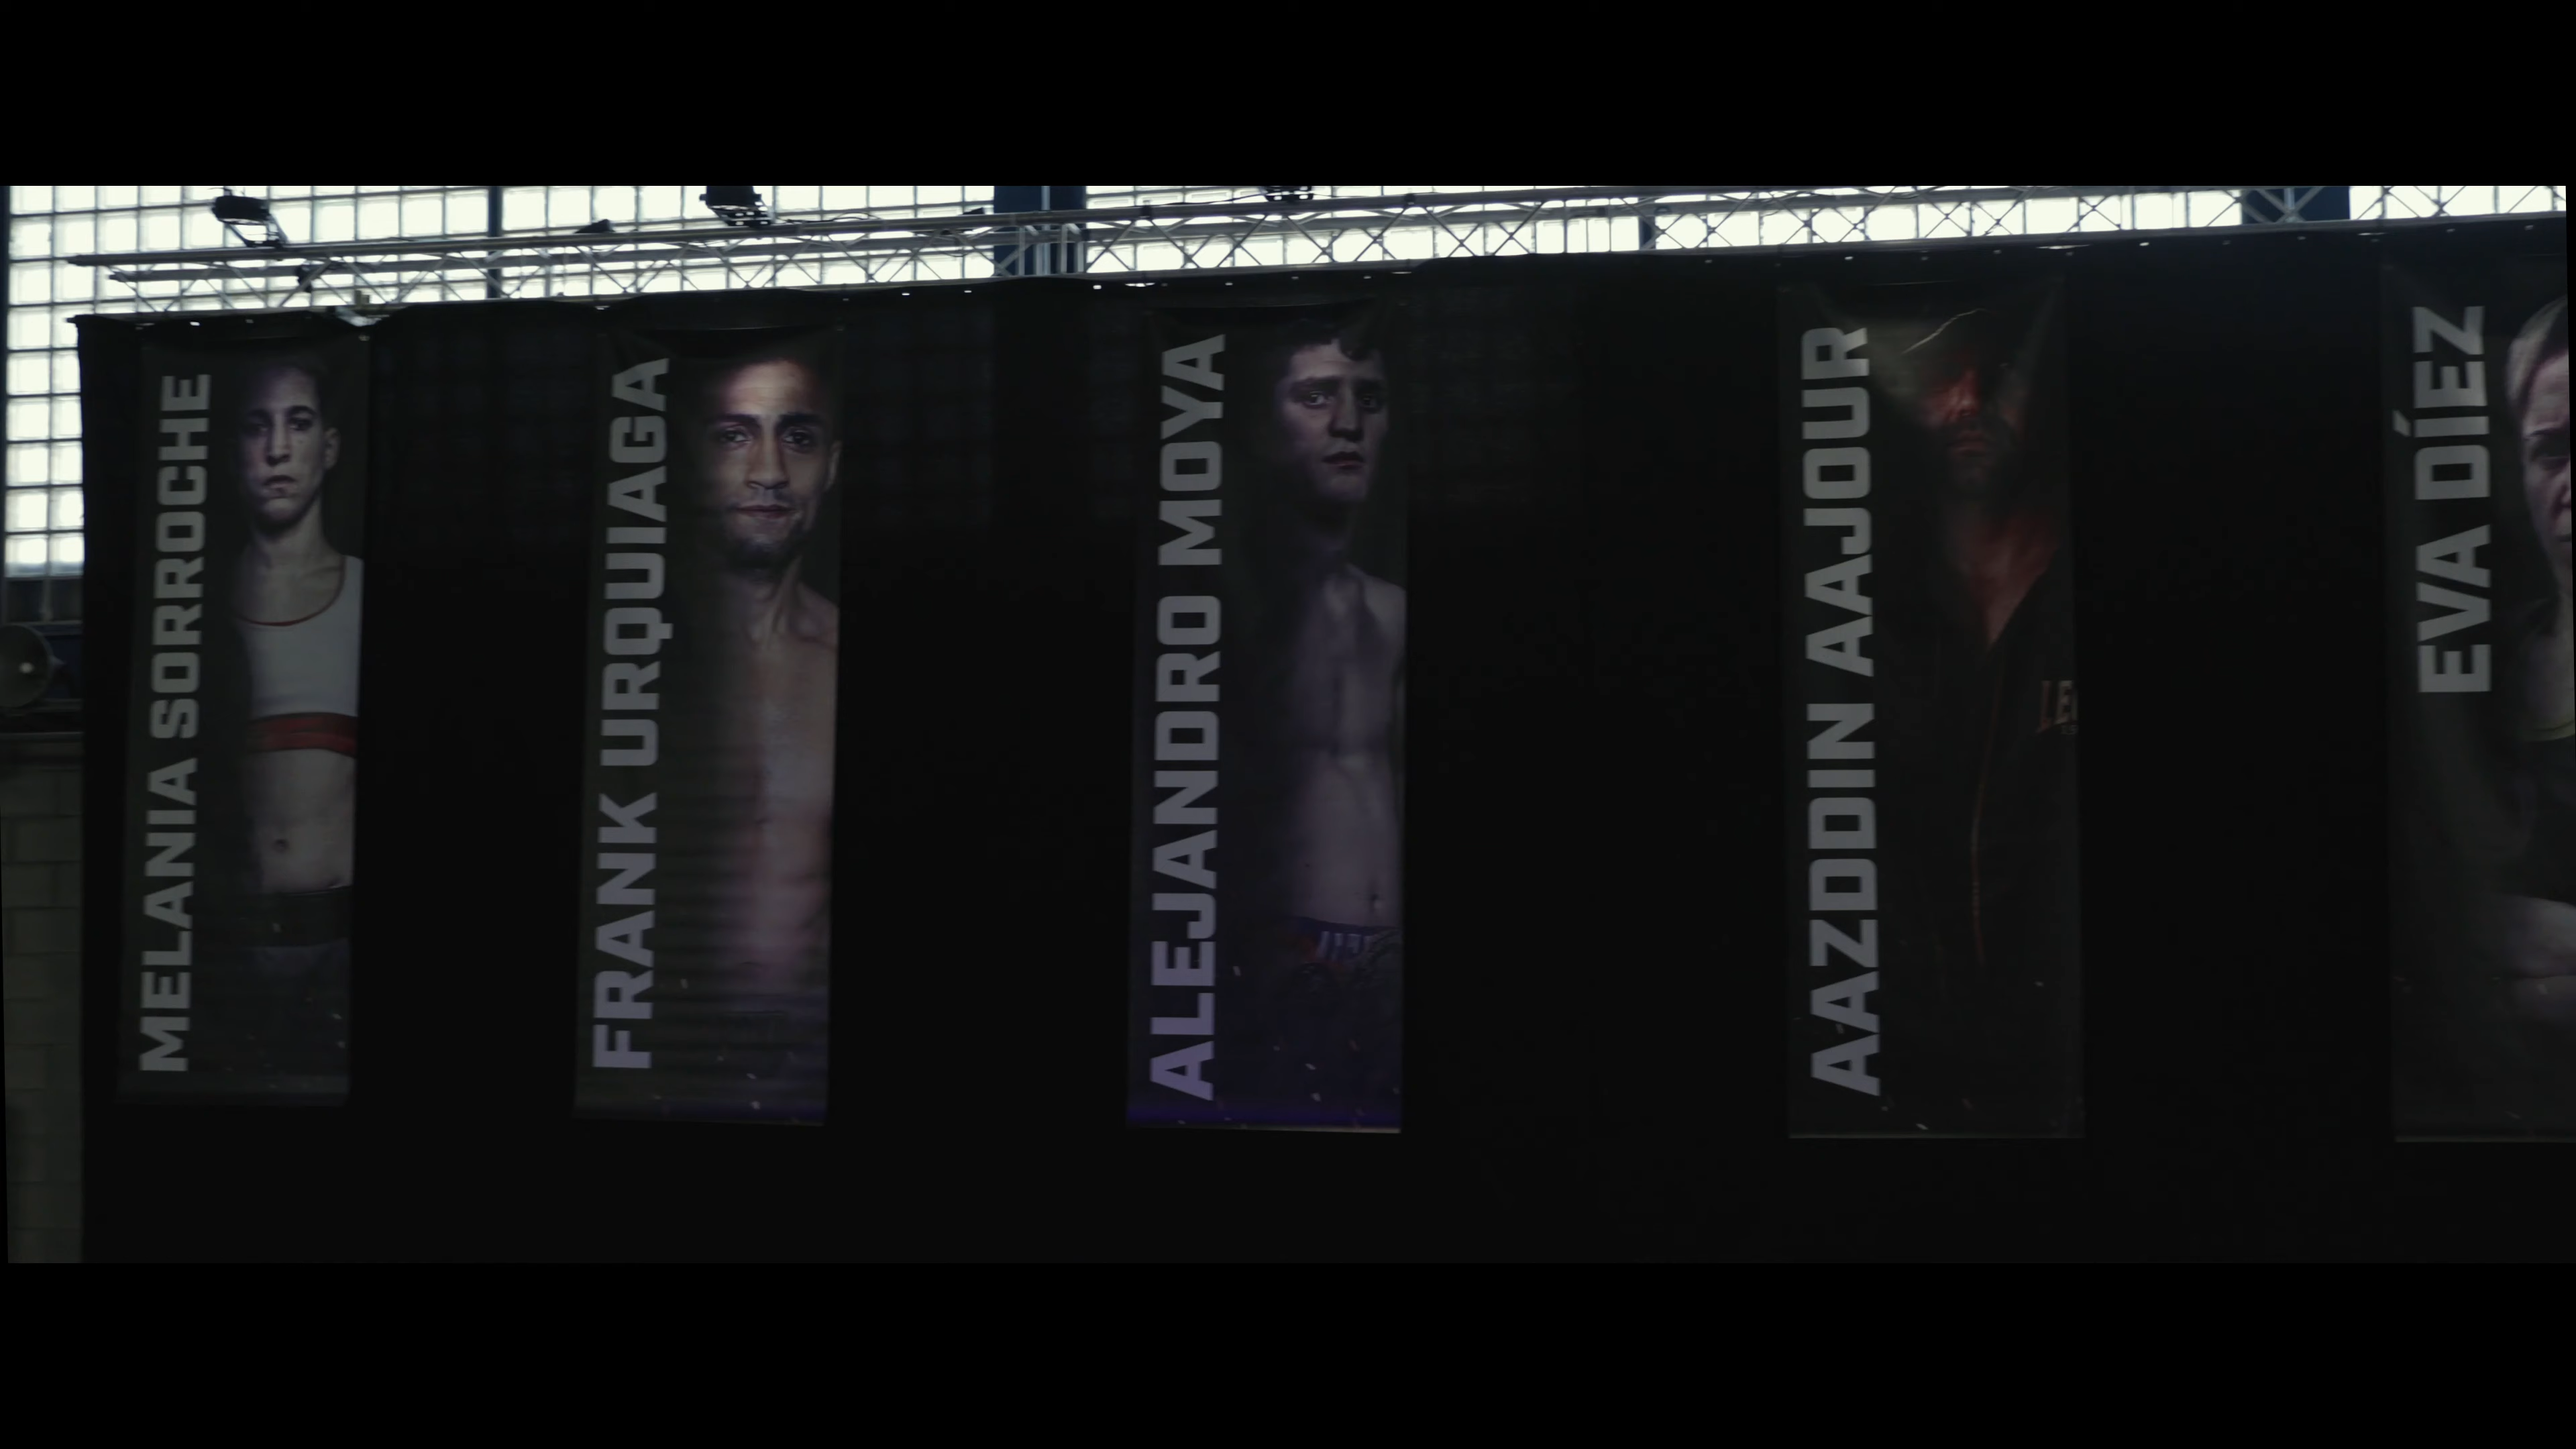 MELANIA SORROCHE
FRANK URQUIAGA
ALEJANDRO MOYA
AAZDDIN AAJOUR
EVA DÍEZ